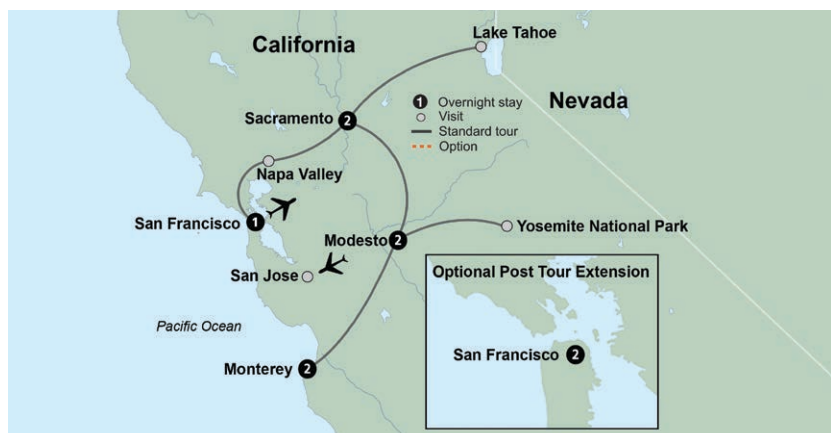 California
Lake Tahoe
1 Overnight stay
Visit
Standard tour
Option
Nevada
Sacramento 2
Napa Valley
San Francisco 1
Modesto 2
Yosemite National Park
San Jose
Pacific Ocean
Monterey 2
Optional Post Tour Extension
San Francisco 2